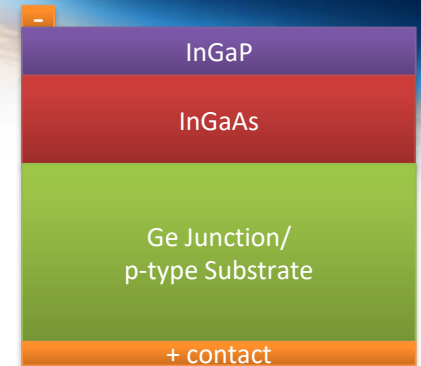 -
InGaP
InGaAs
Ge Junction/
p-type Substrate
+ contact